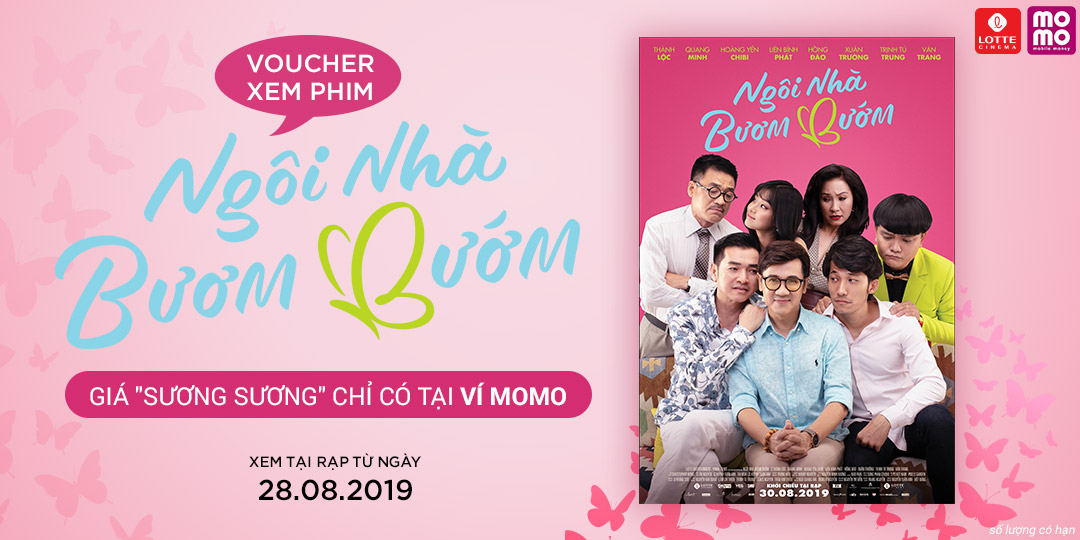 LOTTE
CINEMA
MOMO
mobile money
VOUCHER
XEM PHIM
Ngôi Nhà
Bươm Bướm
GIÁ "SƯƠNG SƯƠNG" CHỈ CÓ TẠI VÍ MOMO
XEM TẠI RẠP TỪ NGÀY
28.08.2019
THÀNH LỘC QUANG MINH HOÀNG YẾN CHIBI LIÊN BỈNH PHÁT HỒNG ĐÀO XUÂN TRƯỜNG TRỊNH TÚ TRUNG VÂN TRANG
Ngôi Nhà
Bươm Bướm
KHỞI CHIẾU TẠI RẠP
30.08.2019
số lượng có hạn